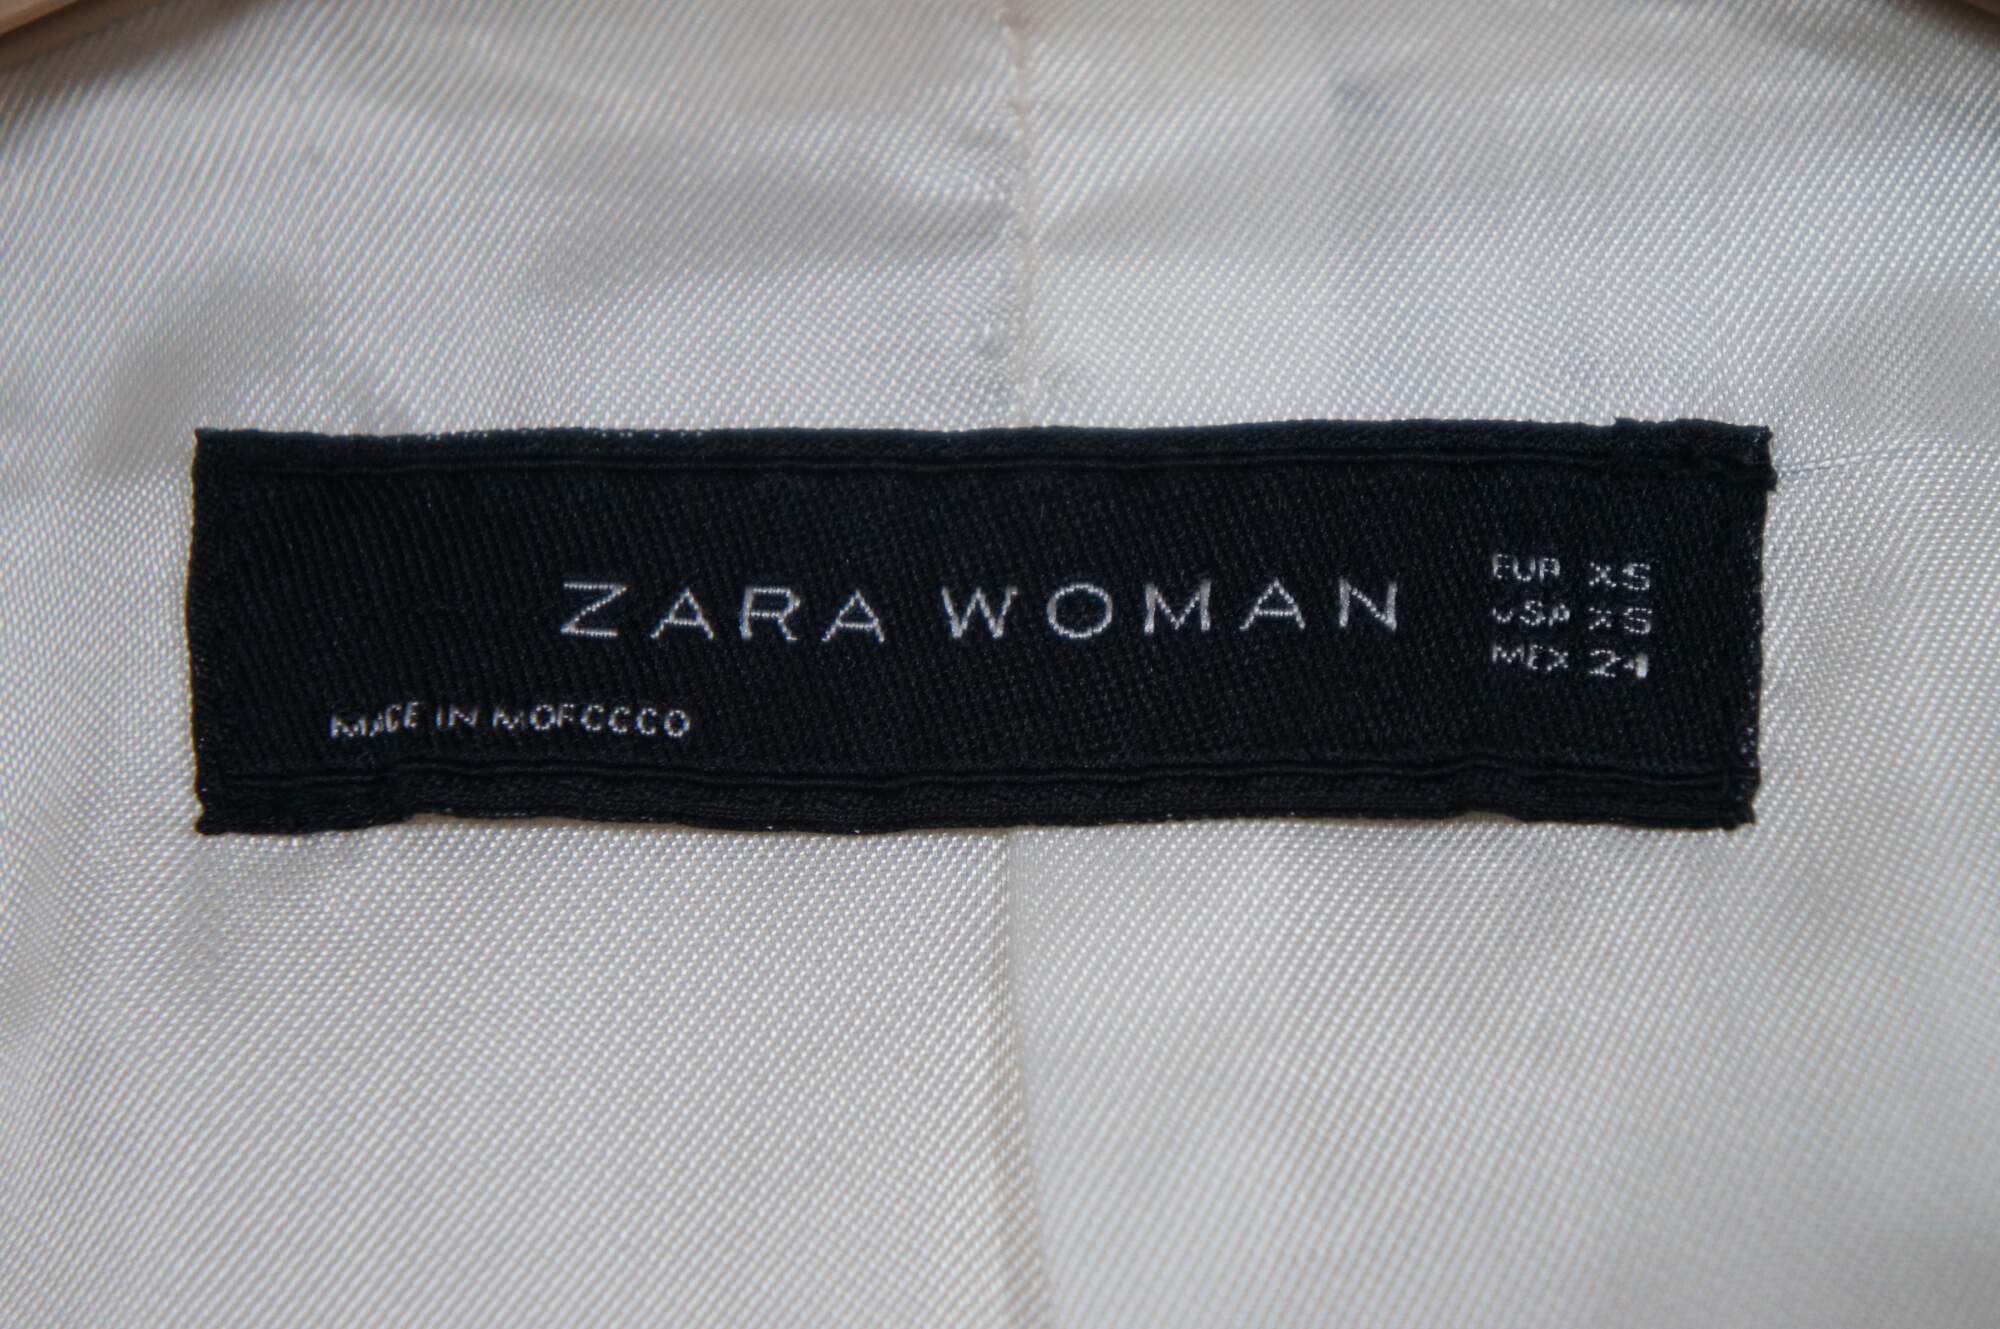 ZARA WOMAN
EUR XS
USA XS
MEX 24
MADE IN MOROCCO